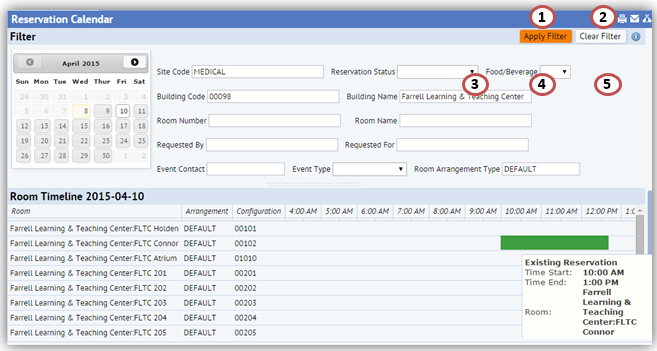 Reservation Calendar
1 2
Filter Apply Filter Clear Filter
April 2015
Sun Mon Tue Wed Thu Fri Sat
29 30 31 1 2 3 4
5 6 7 8 9 10 11
12 13 14 15 16 17 18
19 20 21 22 23 24 25
26 27 28 29 30 1 2
Site Code MEDICAL Reservation Status Food/Beverage
3 4 5
Building Code 00098 Building Name Farrell Learning & Teaching Center
Room Number Room Name
Requested By Requested For
Event Contact Event Type Room Arrangement Type DEFAULT
Room Timeline 2015-04-10
Room Arrangement Configuration 4:00 AM 5:00 AM 6:00 AM 7:00 AM 8:00 AM 9:00 AM 10:00 AM 11:00 AM 12:00 PM 1:0
Farrell Learning & Teaching Center:FLTC Holden DEFAULT 00101
Farrell Learning & Teaching Center:FLTC Connor DEFAULT 00102
Farrell Learning & Teaching Center:FLTC Atrium DEFAULT 01010
Farrell Learning & Teaching Center:FLTC 201 DEFAULT 00201
Farrell Learning & Teaching Center:FLTC 202 DEFAULT 00202
Farrell Learning & Teaching Center:FLTC 203 DEFAULT 00203
Farrell Learning & Teaching Center:FLTC 204 DEFAULT 00204
Farrell Learning & Teaching Center:FLTC 205 DEFAULT 00205
Existing Reservation
Time Start: 10:00 AM
Time End: 1:00 PM
Room: Farrell Learning & Teaching Center:FLTC Connor